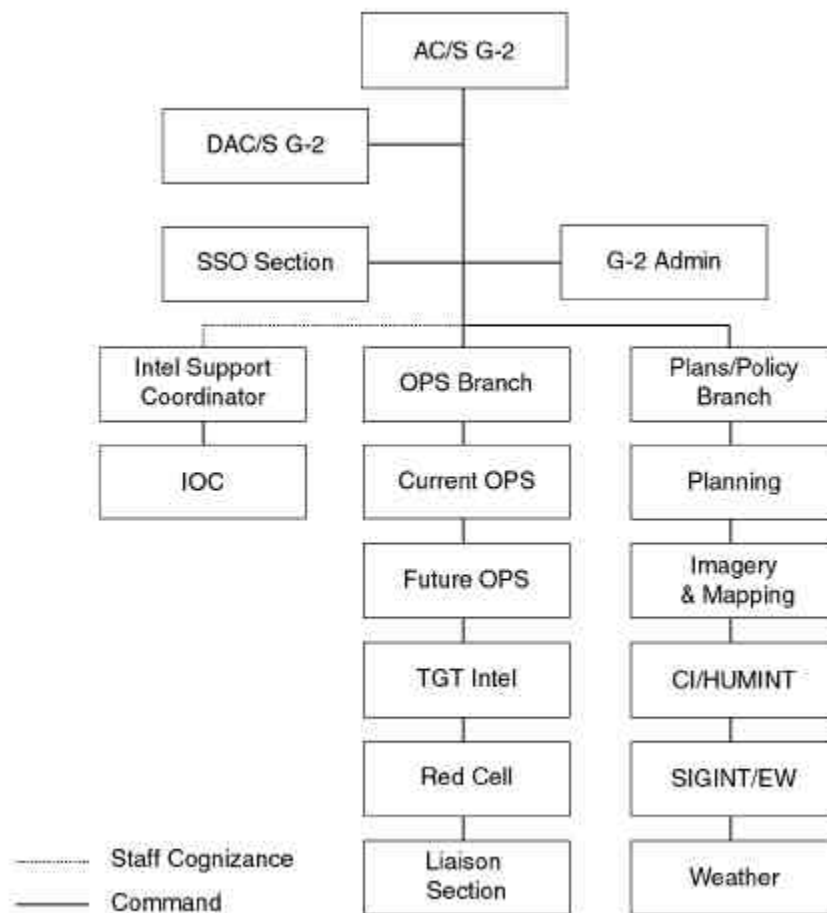 AC/S G-2
DAC/S G-2
SSO Section
G-2 Admin
Intel Support
Coordinator
OPS Branch
Plans/Policy
Branch
IOC
Current OPS
Planning
Future OPS
Imagery
& Mapping
TGT Intel
CI/HUMINT
Red Cell
SIGINT/EW
Liaison
Section
Weather
Staff Cognizance
Command